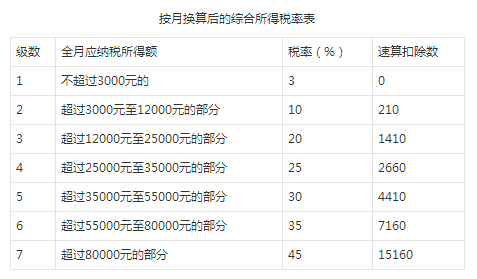 按月换算后的综合所得税率表
级数 全月应纳税所得额 税率（%） 速算扣除数
1 不超过3000元的 3 0
2 超过3000元至12000元的部分 10 210
3 超过12000元至25000元的部分 20 1410
4 超过25000元至35000元的部分 25 2660
5 超过35000元至55000元的部分 30 4410
6 超过55000元至80000元的部分 35 7160
7 超过80000元的部分 45 15160